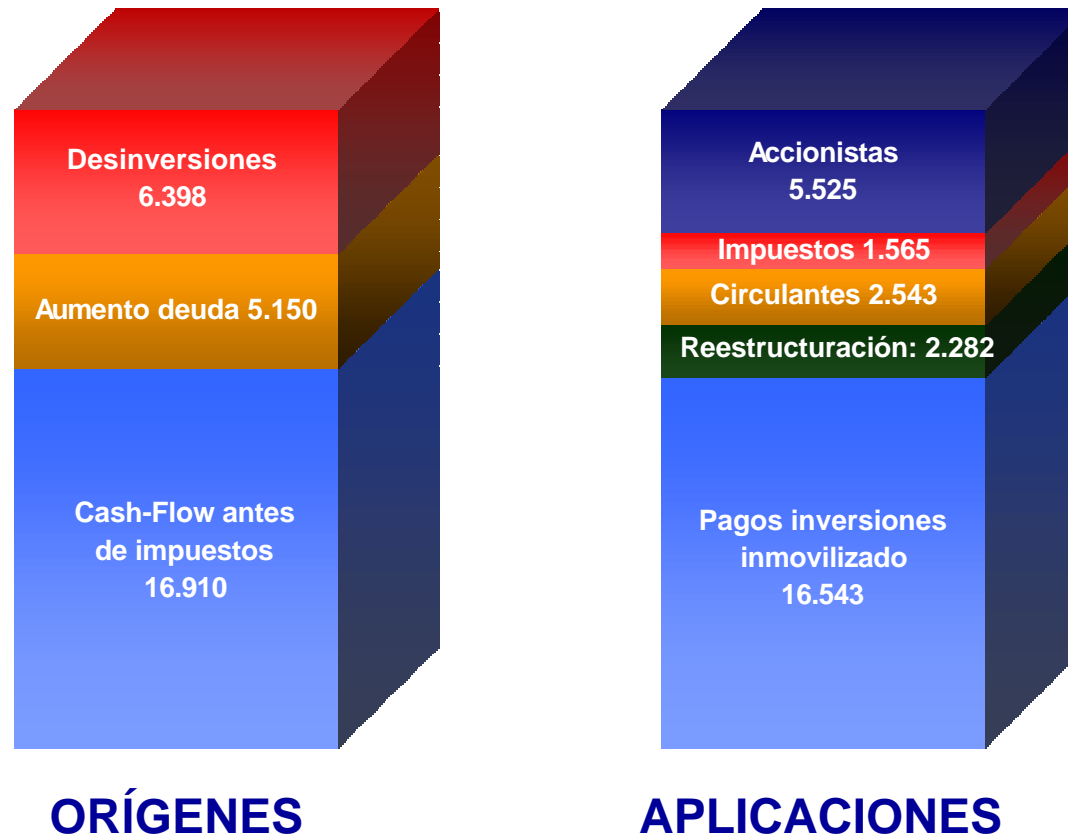 Desinversiones
6.398
Aumento deuda 5.150
Cash-Flow antes
de impuestos
16.910
ORÍGENES
Accionistas
5.525
Impuestos 1.565
Circulantes 2.543
Reestructuración: 2.282
Pagos inversiones
inmovilizado
16.543
APLICACIONES